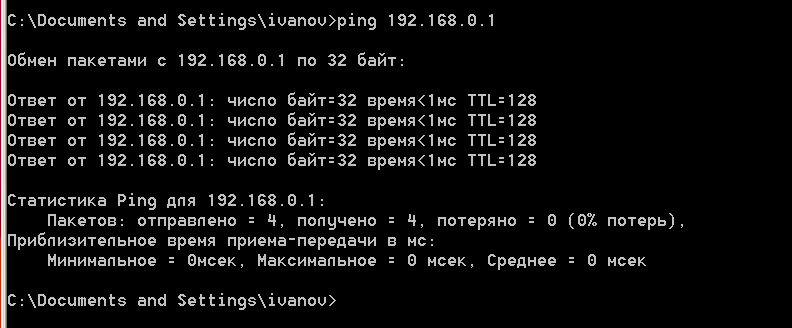 C:\Documents and Settings\ivanov>ping 192.168.0.1
Обмен пакетами с 192.168.0.1 по 32 байт:
Ответ от 192.168.0.1: число байт=32 время<1мс TTL=128
Ответ от 192.168.0.1: число байт=32 время<1мс TTL=128
Ответ от 192.168.0.1: число байт=32 время<1мс TTL=128
Ответ от 192.168.0.1: число байт=32 время<1мс TTL=128
Статистика Ping для 192.168.0.1:
Пакетов: отправлено = 4, получено = 4, потеряно = 0 (0% потерь),
Приблизительное время приема-передачи в мс:
Минимальное = 0мсек, Максимальное = 0 мсек, Среднее = 0 мсек
C:\Documents and Settings\ivanov>